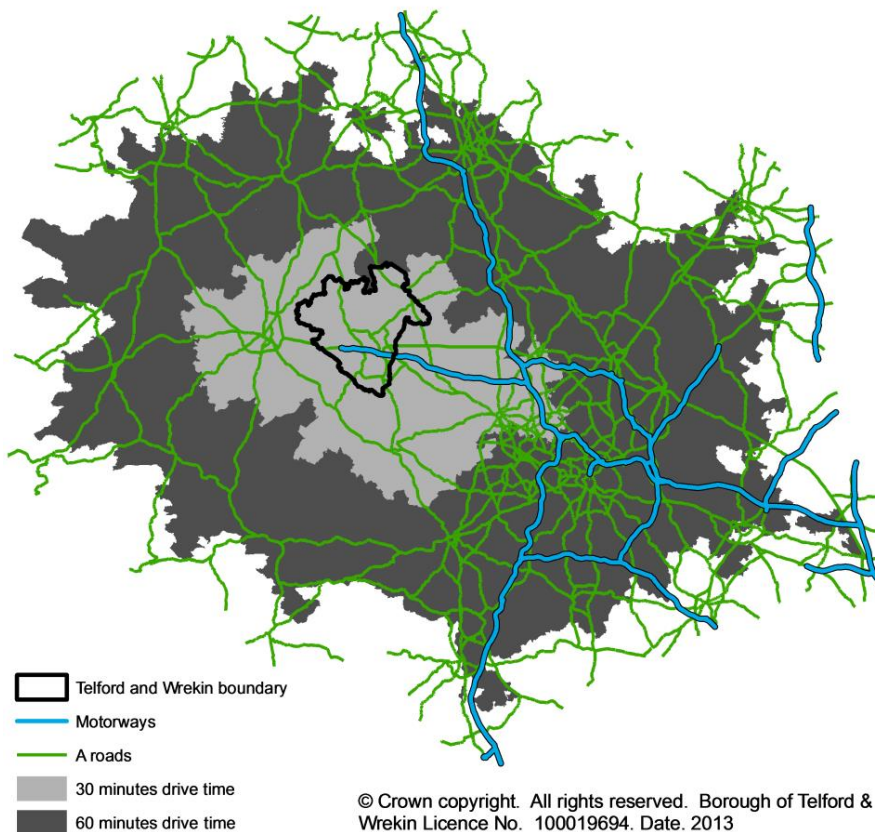 Telford and Wrekin boundary
Motorways
A roads
30 minutes drive time
60 minutes drive time
© Crown copyright. All rights reserved. Borough of Telford &
Wrekin Licence No. 100019694. Date. 2013